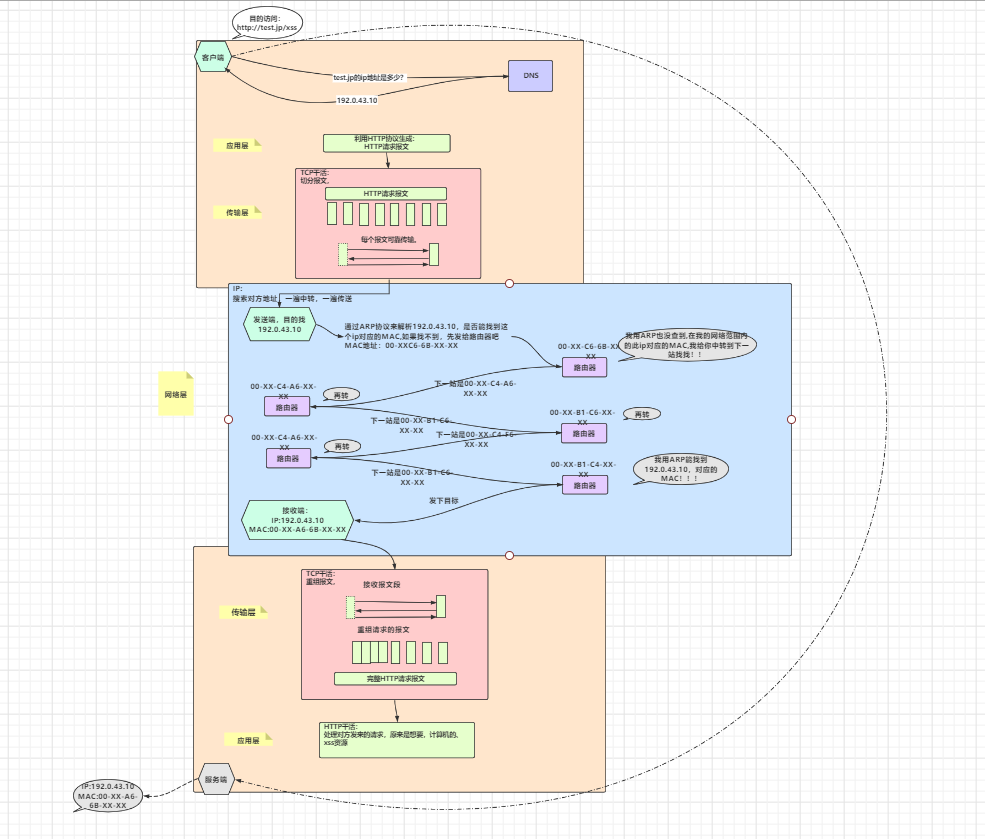 目的访问:
http://test.jp/xss
客户端
test.jp的ip地址是多少?
DNS
192.0.43.10
应用层
利用HTTP协议生成:
HTTP请求报文
TCP干活:
切分报文,
HTTP请求报文
传输层
每个报文可靠传输,
IP:
搜索对方地址,一遍中转,一遍传送
发送端,目的找
192.0.43.10
通过ARP协议来解析192.0.43.10,是否能找到这
个ip对应的MAC,如果找不到,先发给路由器吧
MAC地址:00-XXC6-6B-XX-XX
00-XX-C6-6B-XX-
XX
路由器
我用ARP也没查到,在我的网络范围内
的此ip对应的MAC,我给你中转到下一
站找找!!
网络层
00-XX-C4-A6-XX-
XX
路由器
再转
下一站是00-XX-C4-A6-
XX-XX
下一站是00-XX-B1-C6-
XX-XX
00-XX-B1-C6-XX-
XX
路由器
再转
下一站是00-XX-C4-F6-
XX-XX
00-XX-C4-A6-XX-
XX
路由器
再转
下一站是00-XX-B1-C6-
XX-XX
00-XX-B1-C4-XX-
XX
路由器
我用ARP能找到
192.0.43.10,对应的
MAC!!!
发下目标
接收端:
IP:192.0.43.10
MAC:00-XX-A6-6B-XX-XX
TCP干活:
重组报文,
接收报文段
传输层
重组请求的报文
完整HTTP请求报文
HTTP干活:
处理对方发来的请求,原来是想要,计算机的,
xss资源
应用层
服务端
IP:192.0.43.10
MAC:00-XX-A6-
6B-XX-XX